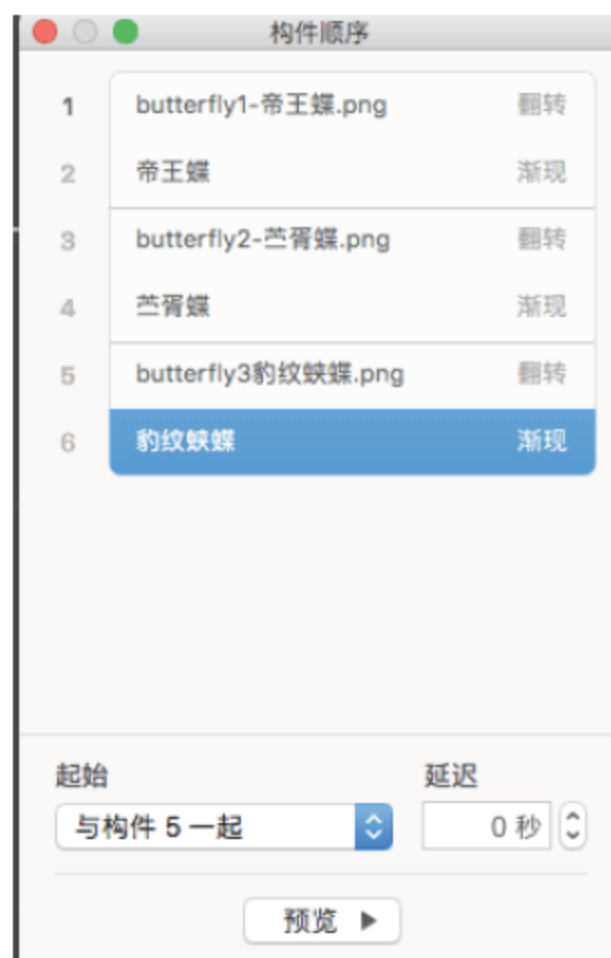 构件顺序
1 butterfly1-帝王蝶.png 翻转
2 帝王蝶 渐现
3 butterfly2-苎胥蝶.png 翻转
4 苎胥蝶 渐现
5 butterfly3豹纹蛱蝶.png 翻转
6 豹纹蛱蝶 渐现
起始 延迟
与构件 5 一起 0 秒
预览